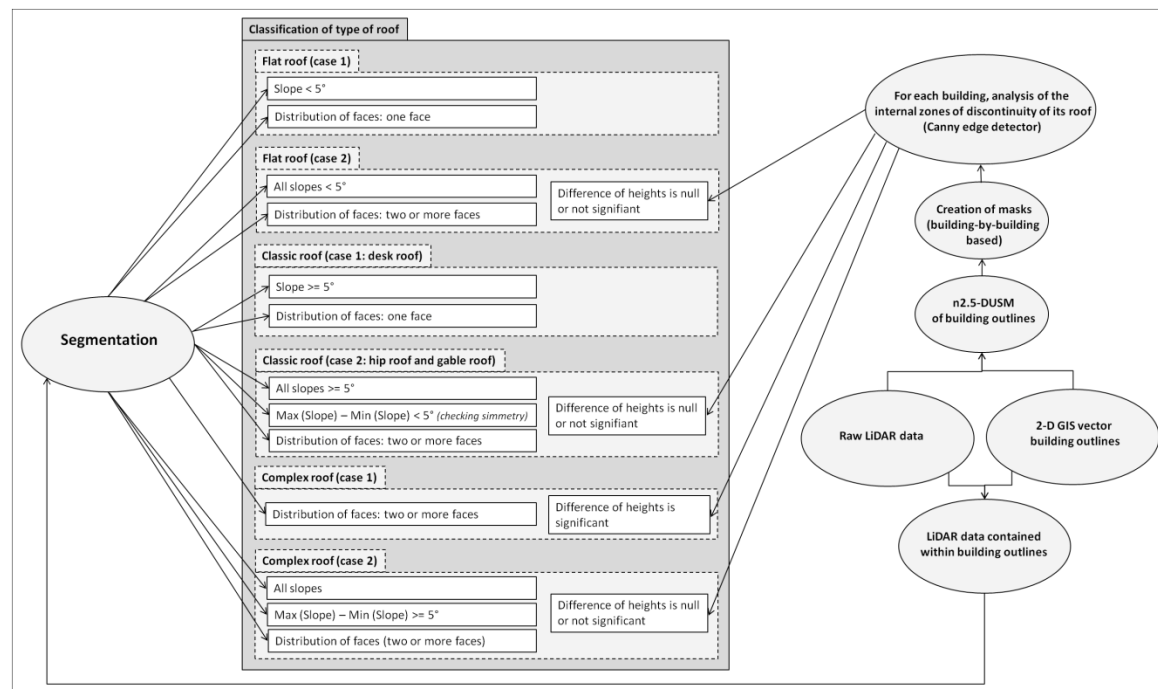 Classification of type of roof
Flat roof (case 1)
Slope < 5°
Distribution of faces: one face
Flat roof (case 2)
All slopes < 5°
Distribution of faces: two or more faces
Difference of heights is null
or not signifiant
Classic roof (case 1: desk roof)
Slope >= 5°
Distribution of faces: one face
Classic roof (case 2: hip roof and gable roof)
All slopes >= 5°
Max (Slope) – Min (Slope) < 5° (checking simmetry)
Distribution of faces: two or more faces
Difference of heights is null
or not signifiant
Complex roof (case 1)
Distribution of faces: two or more faces
Difference of heights is
significant
Complex roof (case 2)
All slopes
Max (Slope) – Min (Slope) >= 5°
Distribution of faces (two or more faces)
Difference of heights is null
or not significant
Segmentation
For each building, analysis of the
internal zones of discontinuity of its roof
(Canny edge detector)
Creation of masks
(building-by-building
based)
n2.5-DUSM
of building outlines
Raw LiDAR data
2-D GIS vector
building outlines
LiDAR data contained
within building outlines